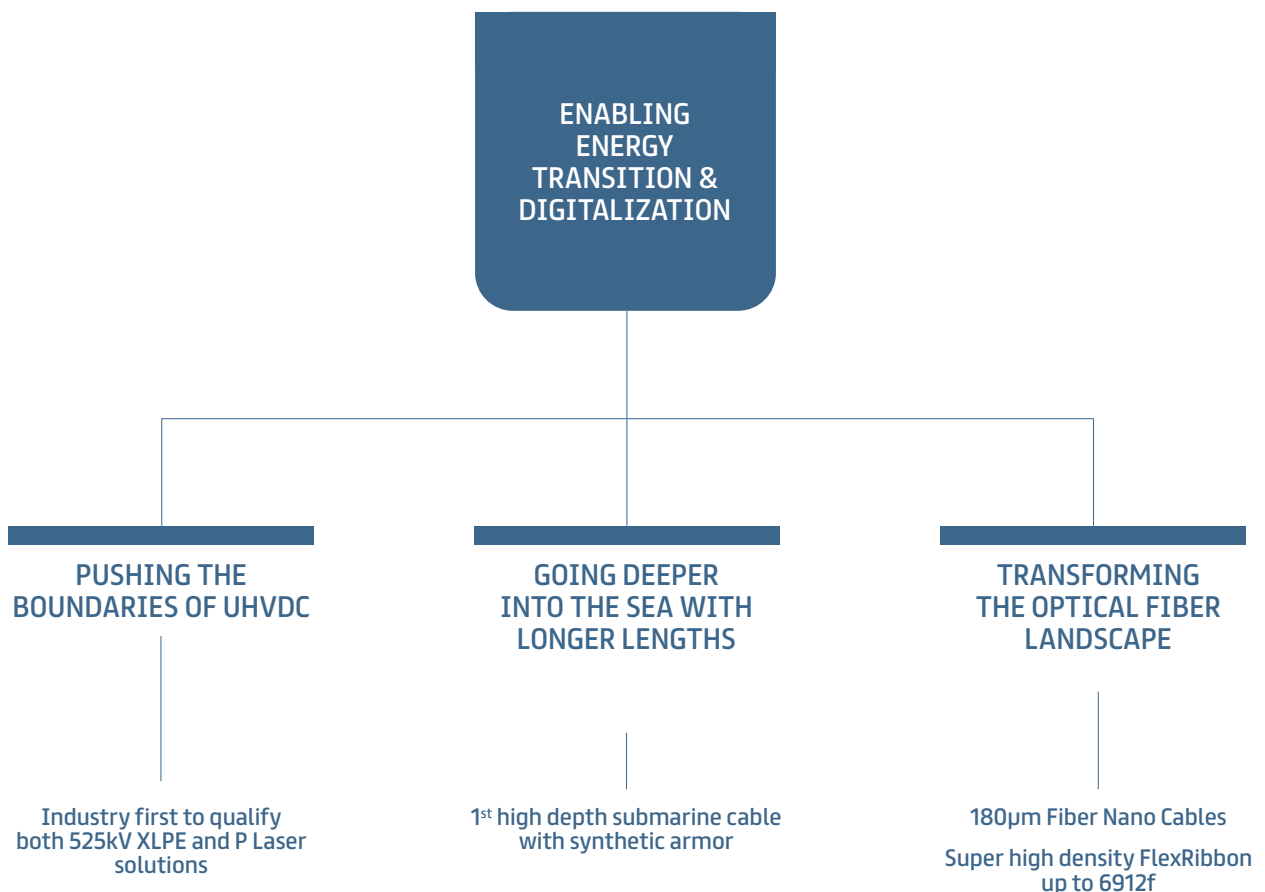 ENABLING
ENERGY
TRANSITION &
DIGITALIZATION
PUSHING THE
BOUNDARIES OF UHVDC
GOING DEEPER
INTO THE SEA WITH
LONGER LENGTHS
TRANSFORMING
THE OPTICAL FIBER
LANDSCAPE
Industry first to qualify
both 525kV XLPE and P Laser
solutions
1st high depth submarine cable
with synthetic armor
180µm Fiber Nano Cables
Super high density FlexRibbon
up to 6912f